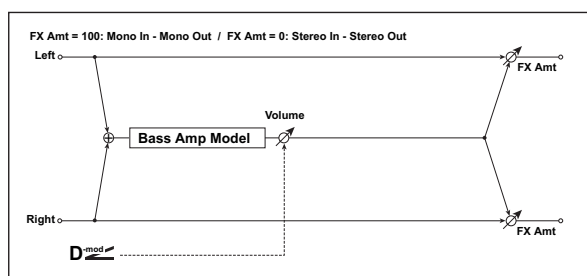 FX Amt = 100: Mono In - Mono Out / FX Amt = 0: Stereo In - Stereo Out
Left
FX Amt
Volume
Bass Amp Model
Right
FX Amt
D-mod